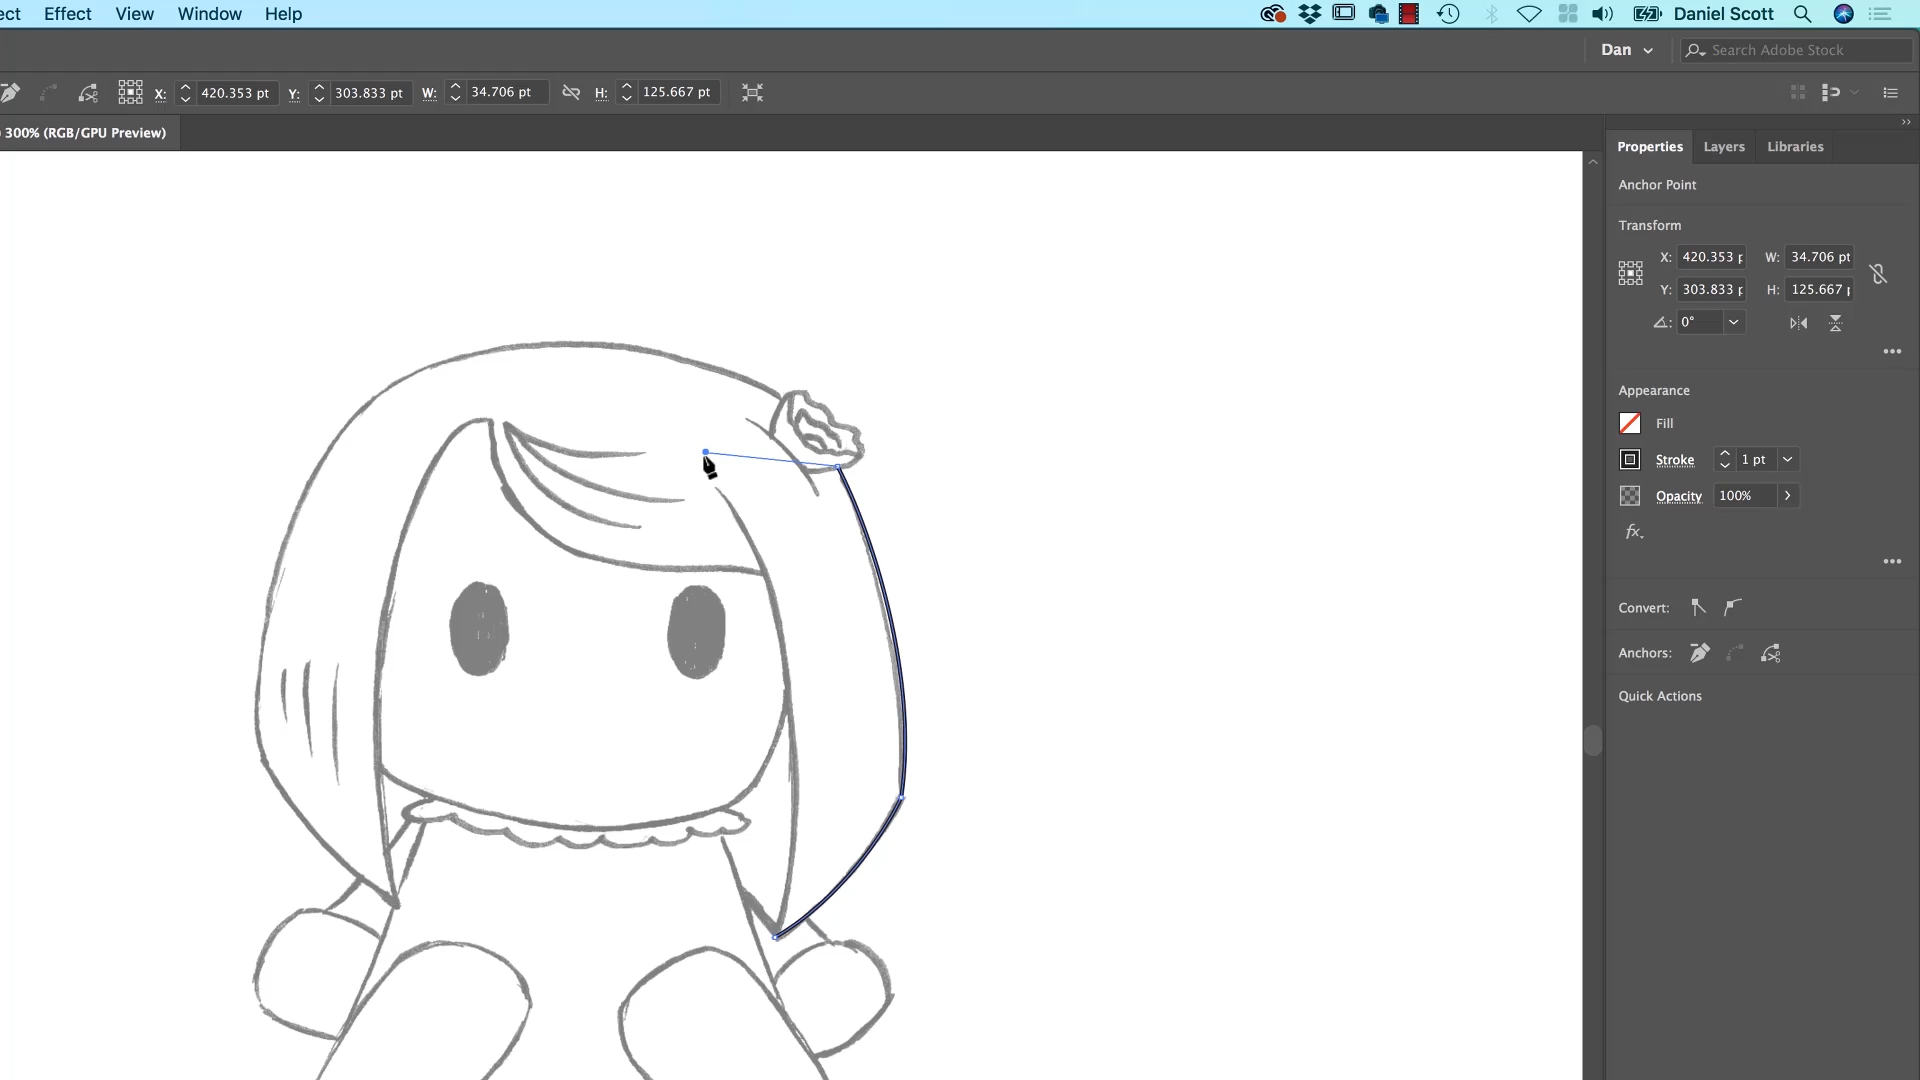 ect Effect View Window Help Daniel Scott
Dan Search Adobe Stock
X: 420.353 pt Y: 303.833 pt W: 34.706 pt H: 125.667 pt
300% (RGB/GPU Preview)
Properties Layers Libraries
Anchor Point
Transform
X: 420.353 p W: 34.706 pt
Y: 303.833 p H: 125.667 p
0°
Appearance
Fill
Stroke 1 pt
Opacity 100%
fx.
Convert:
Anchors:
Quick Actions